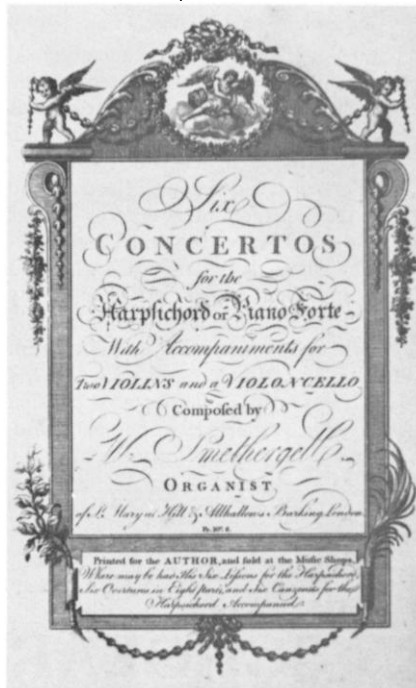 Six
CONCERTOS
for the
Harpsichord or Piano Forte
With Accompaniments for
Two VIOLINS and a VIOLONCELLO
Composed by
W. Smethergell
ORGANIST
of St. Mary at Hill & Allhallows Barking, London.
Printed for the AUTHOR, and sold at the Music Shops,
Where may be had His Six Lessons for the Harpsichord,
Six Overtures in Eight parts, and Six Canzonets for the
Harpsichord Accompanied.